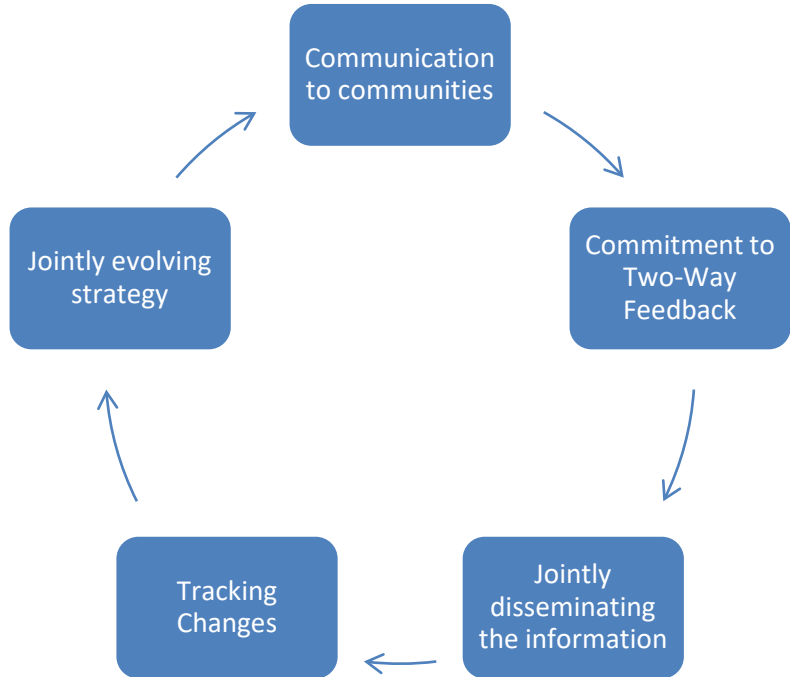 Communication
to communities
Commitment to
Two-Way
Feedback
Jointly
disseminating
the information
Tracking
Changes
Jointly evolving
strategy